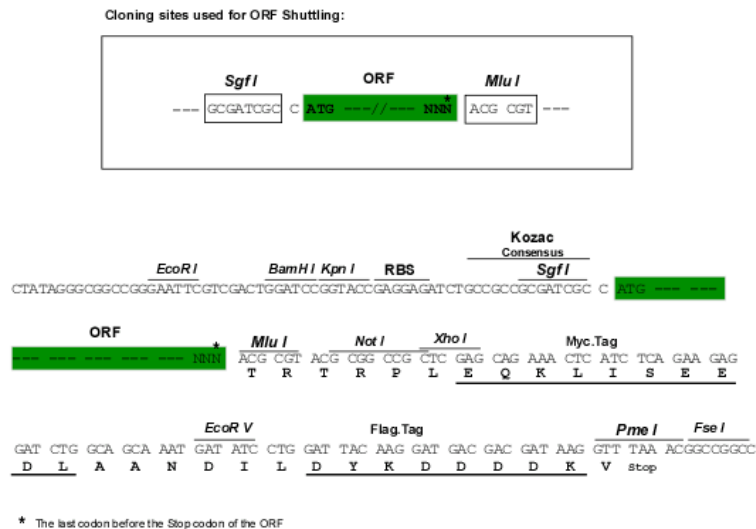 Cloning sites used for ORF Shuttling:
Sgf I ORF Mlu I
--- GCGATCGC C ATG ---//--- NNN* ACG CGT ---
Kozac
Consensus
EcoR I BamH I Kpn I RBS Sgf I
CTATAGGGCGGCCGGGAATTCGTCGACTGGATCCGGTACCGAGGAGATCTGCCGCCGCGATCGC C ATG --- ---
ORF
Mlu I Not I Xho I Myc.Tag
--- --- --- --- --- --- NNN* ACG CGT ACG CGG CCG CTC GAG CAG AAA CTC ATC TCA GAA GAG
T R T R P L E Q K L I S E E
EcoR V Flag.Tag Pme I Fse I
GAT CTG GCA GCA AAT GAT ATC CTG GAT TAC AAG GAT GAC GAC GAT AAG GTT TAA ACGGCCGGCC
D L A A N D I L D Y K D D D D K V Stop
* The last codon before the Stop codon of the ORF